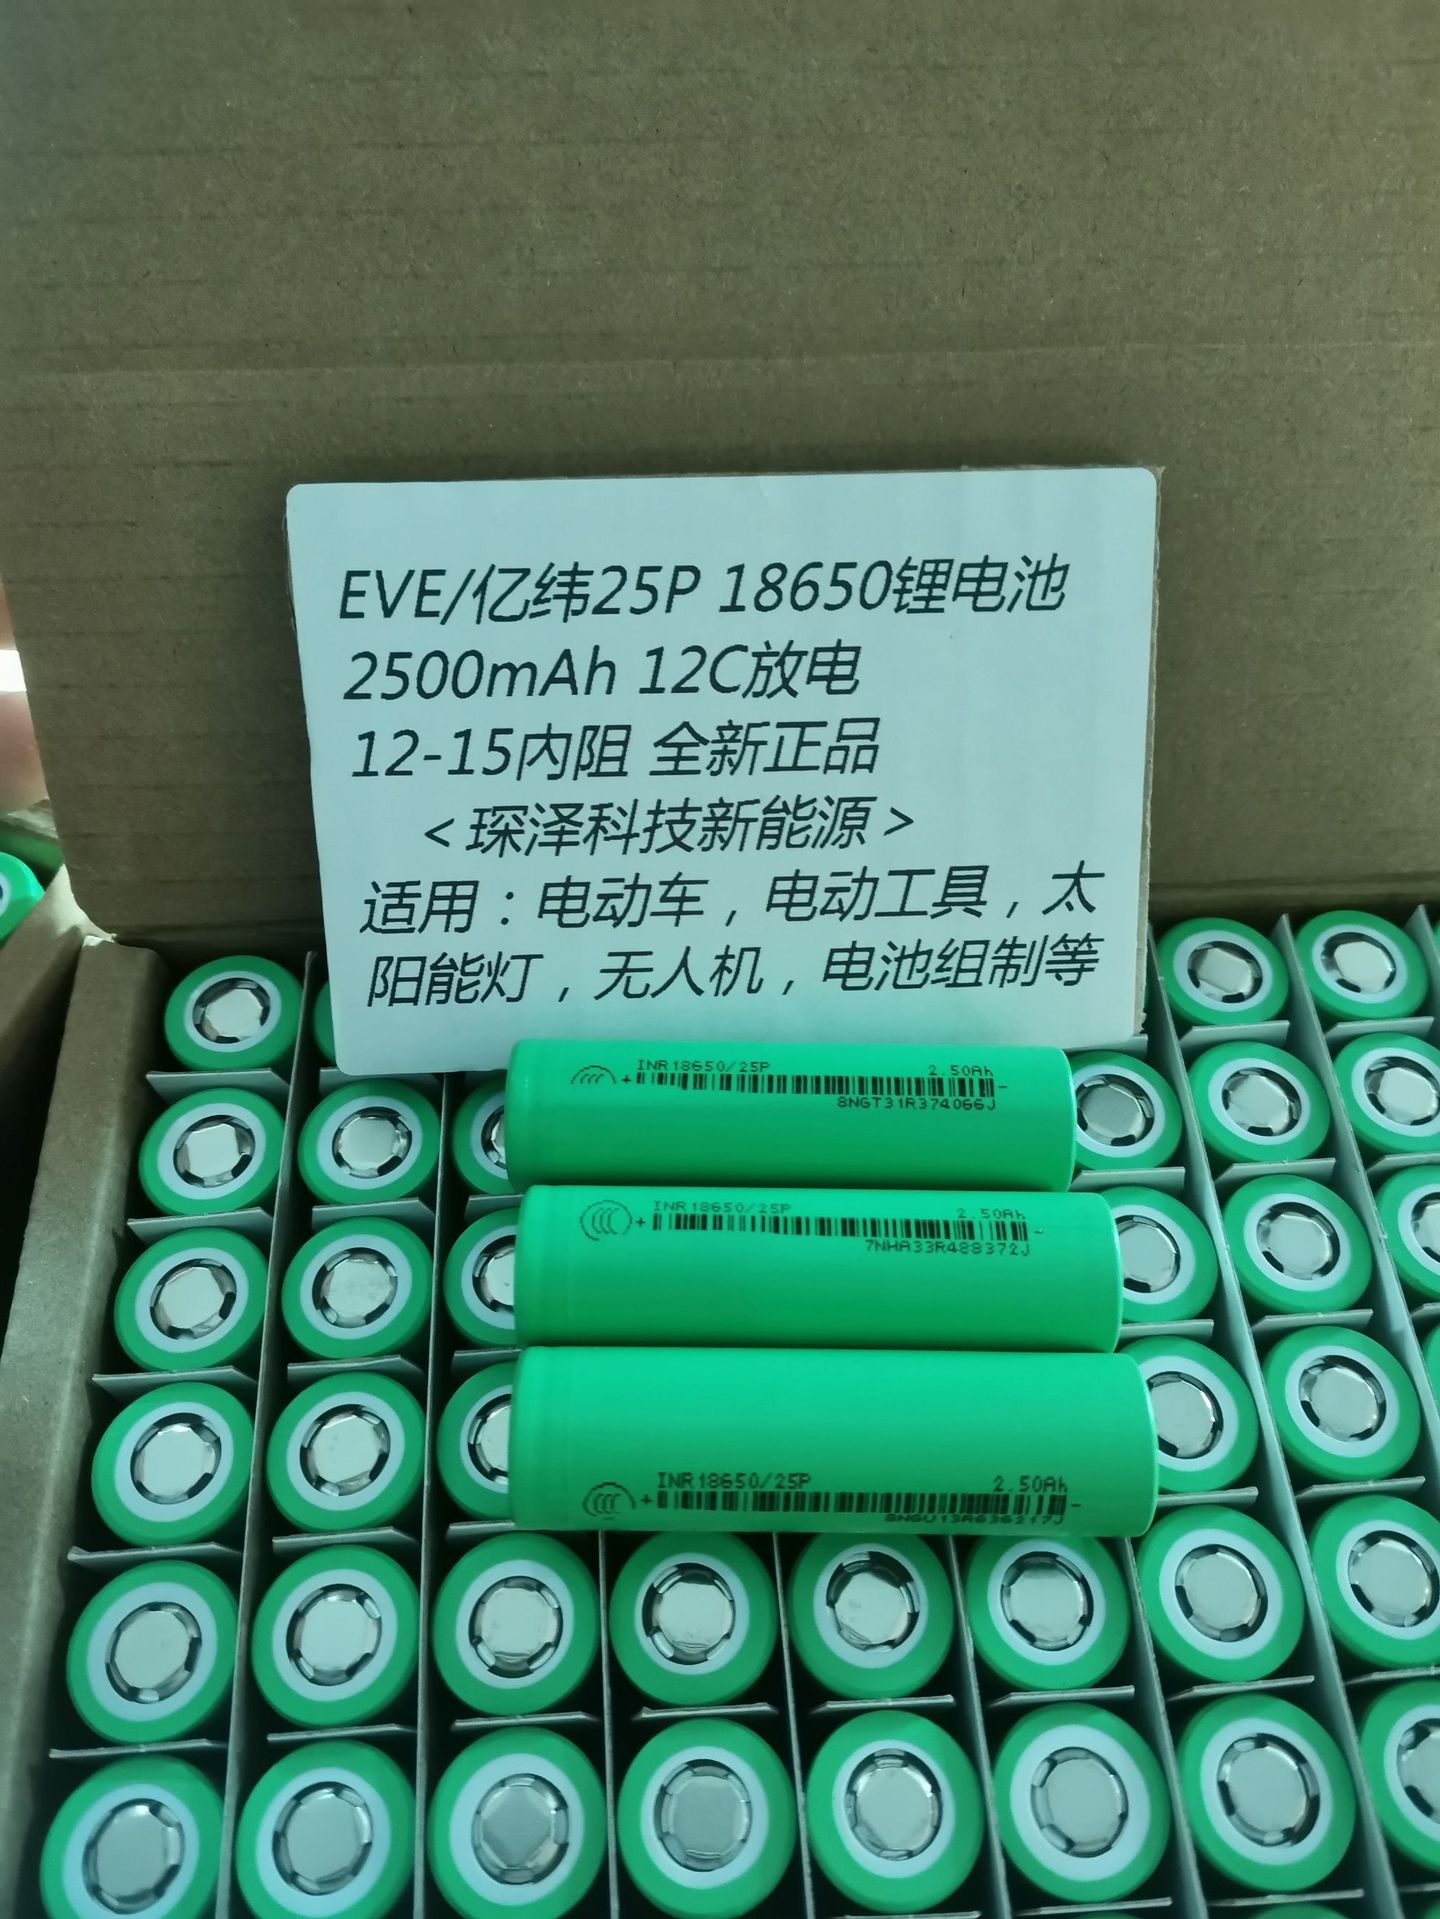 EVE/亿纬25P 18650锂电池
2500mAh 12C放电
12-15内阻 全新正品
<琛泽科技新能源>
适用：电动车，电动工具，太
阳能灯，无人机，电池组制等
INR18650/25P 2.50Ah
+ -
8NGT31R374066J
INR18650/25P 2.50Ah
+ -
7NHA33R488372J
INR18650/25P 2.50Ah
+ -
8NGU13R636217J